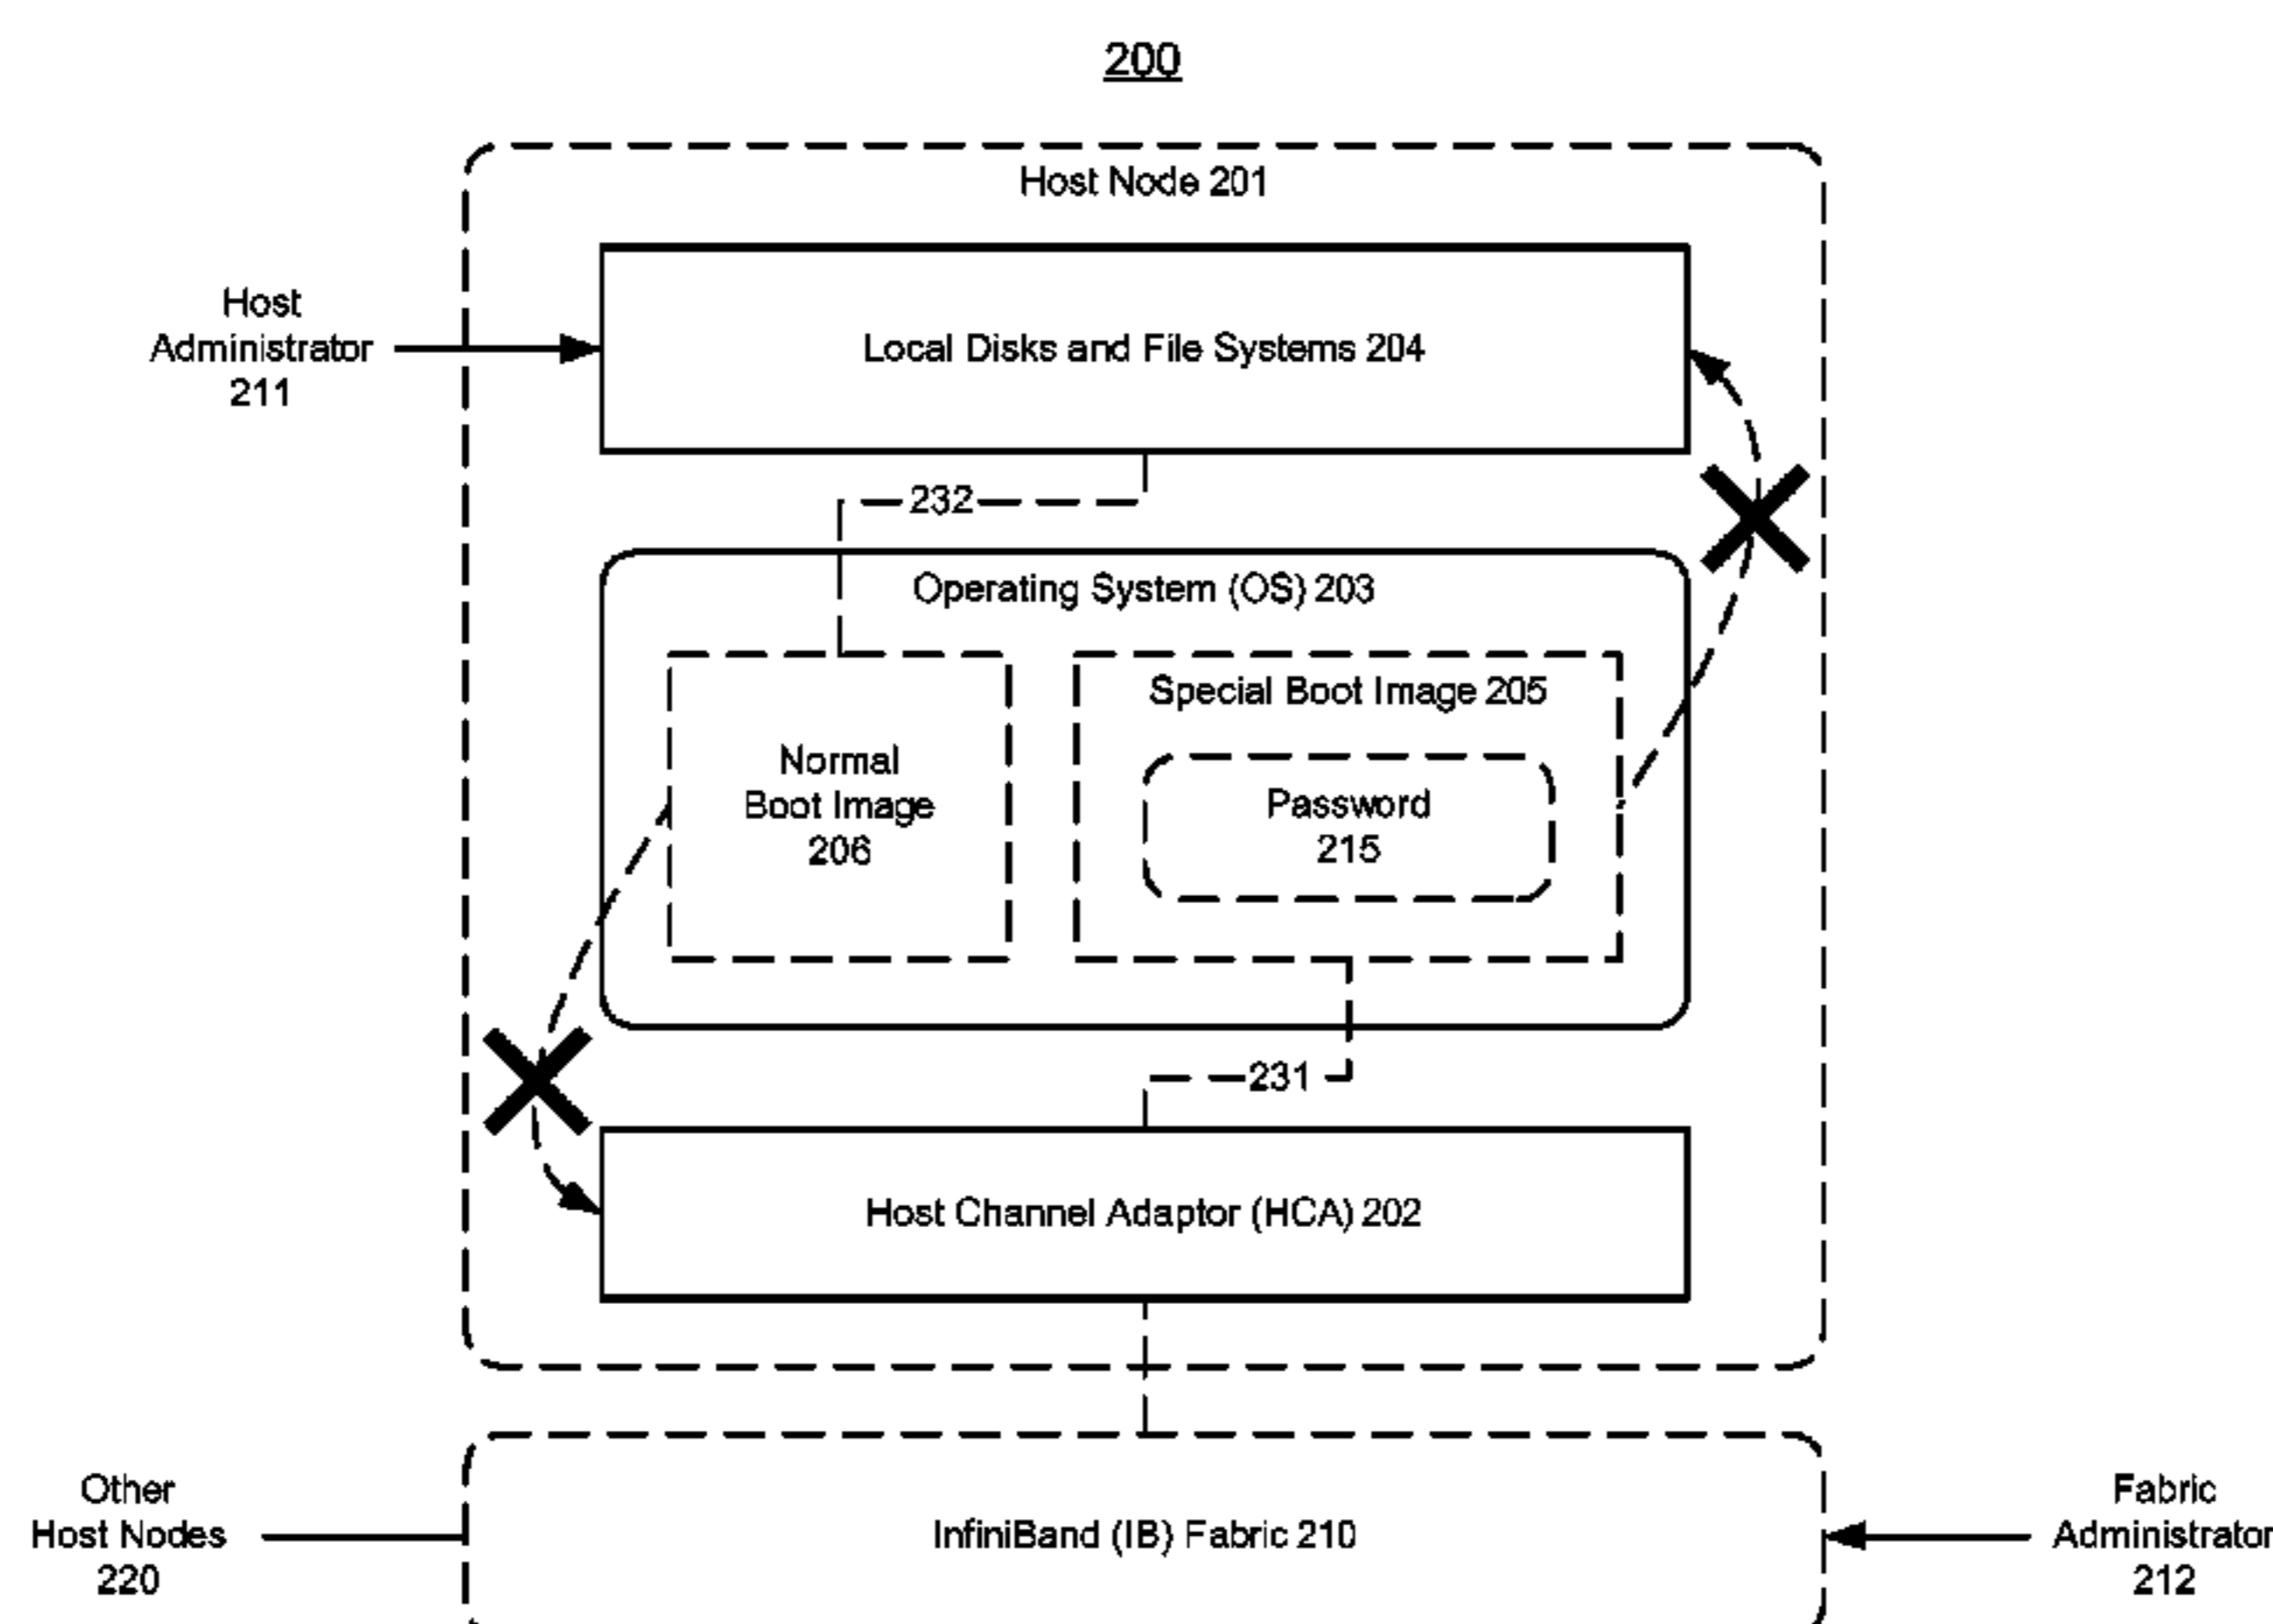 200
Host Node 201
Host
Administrator
211
Local Disks and File Systems 204
232
Operating System (OS) 203
Special Boot Image 205
Normal
Boot Image
206
Password
215
231
Host Channel Adaptor (HCA) 202
Other
Host Nodes
220
InfiniBand (IB) Fabric 210
Fabric
Administrator
212